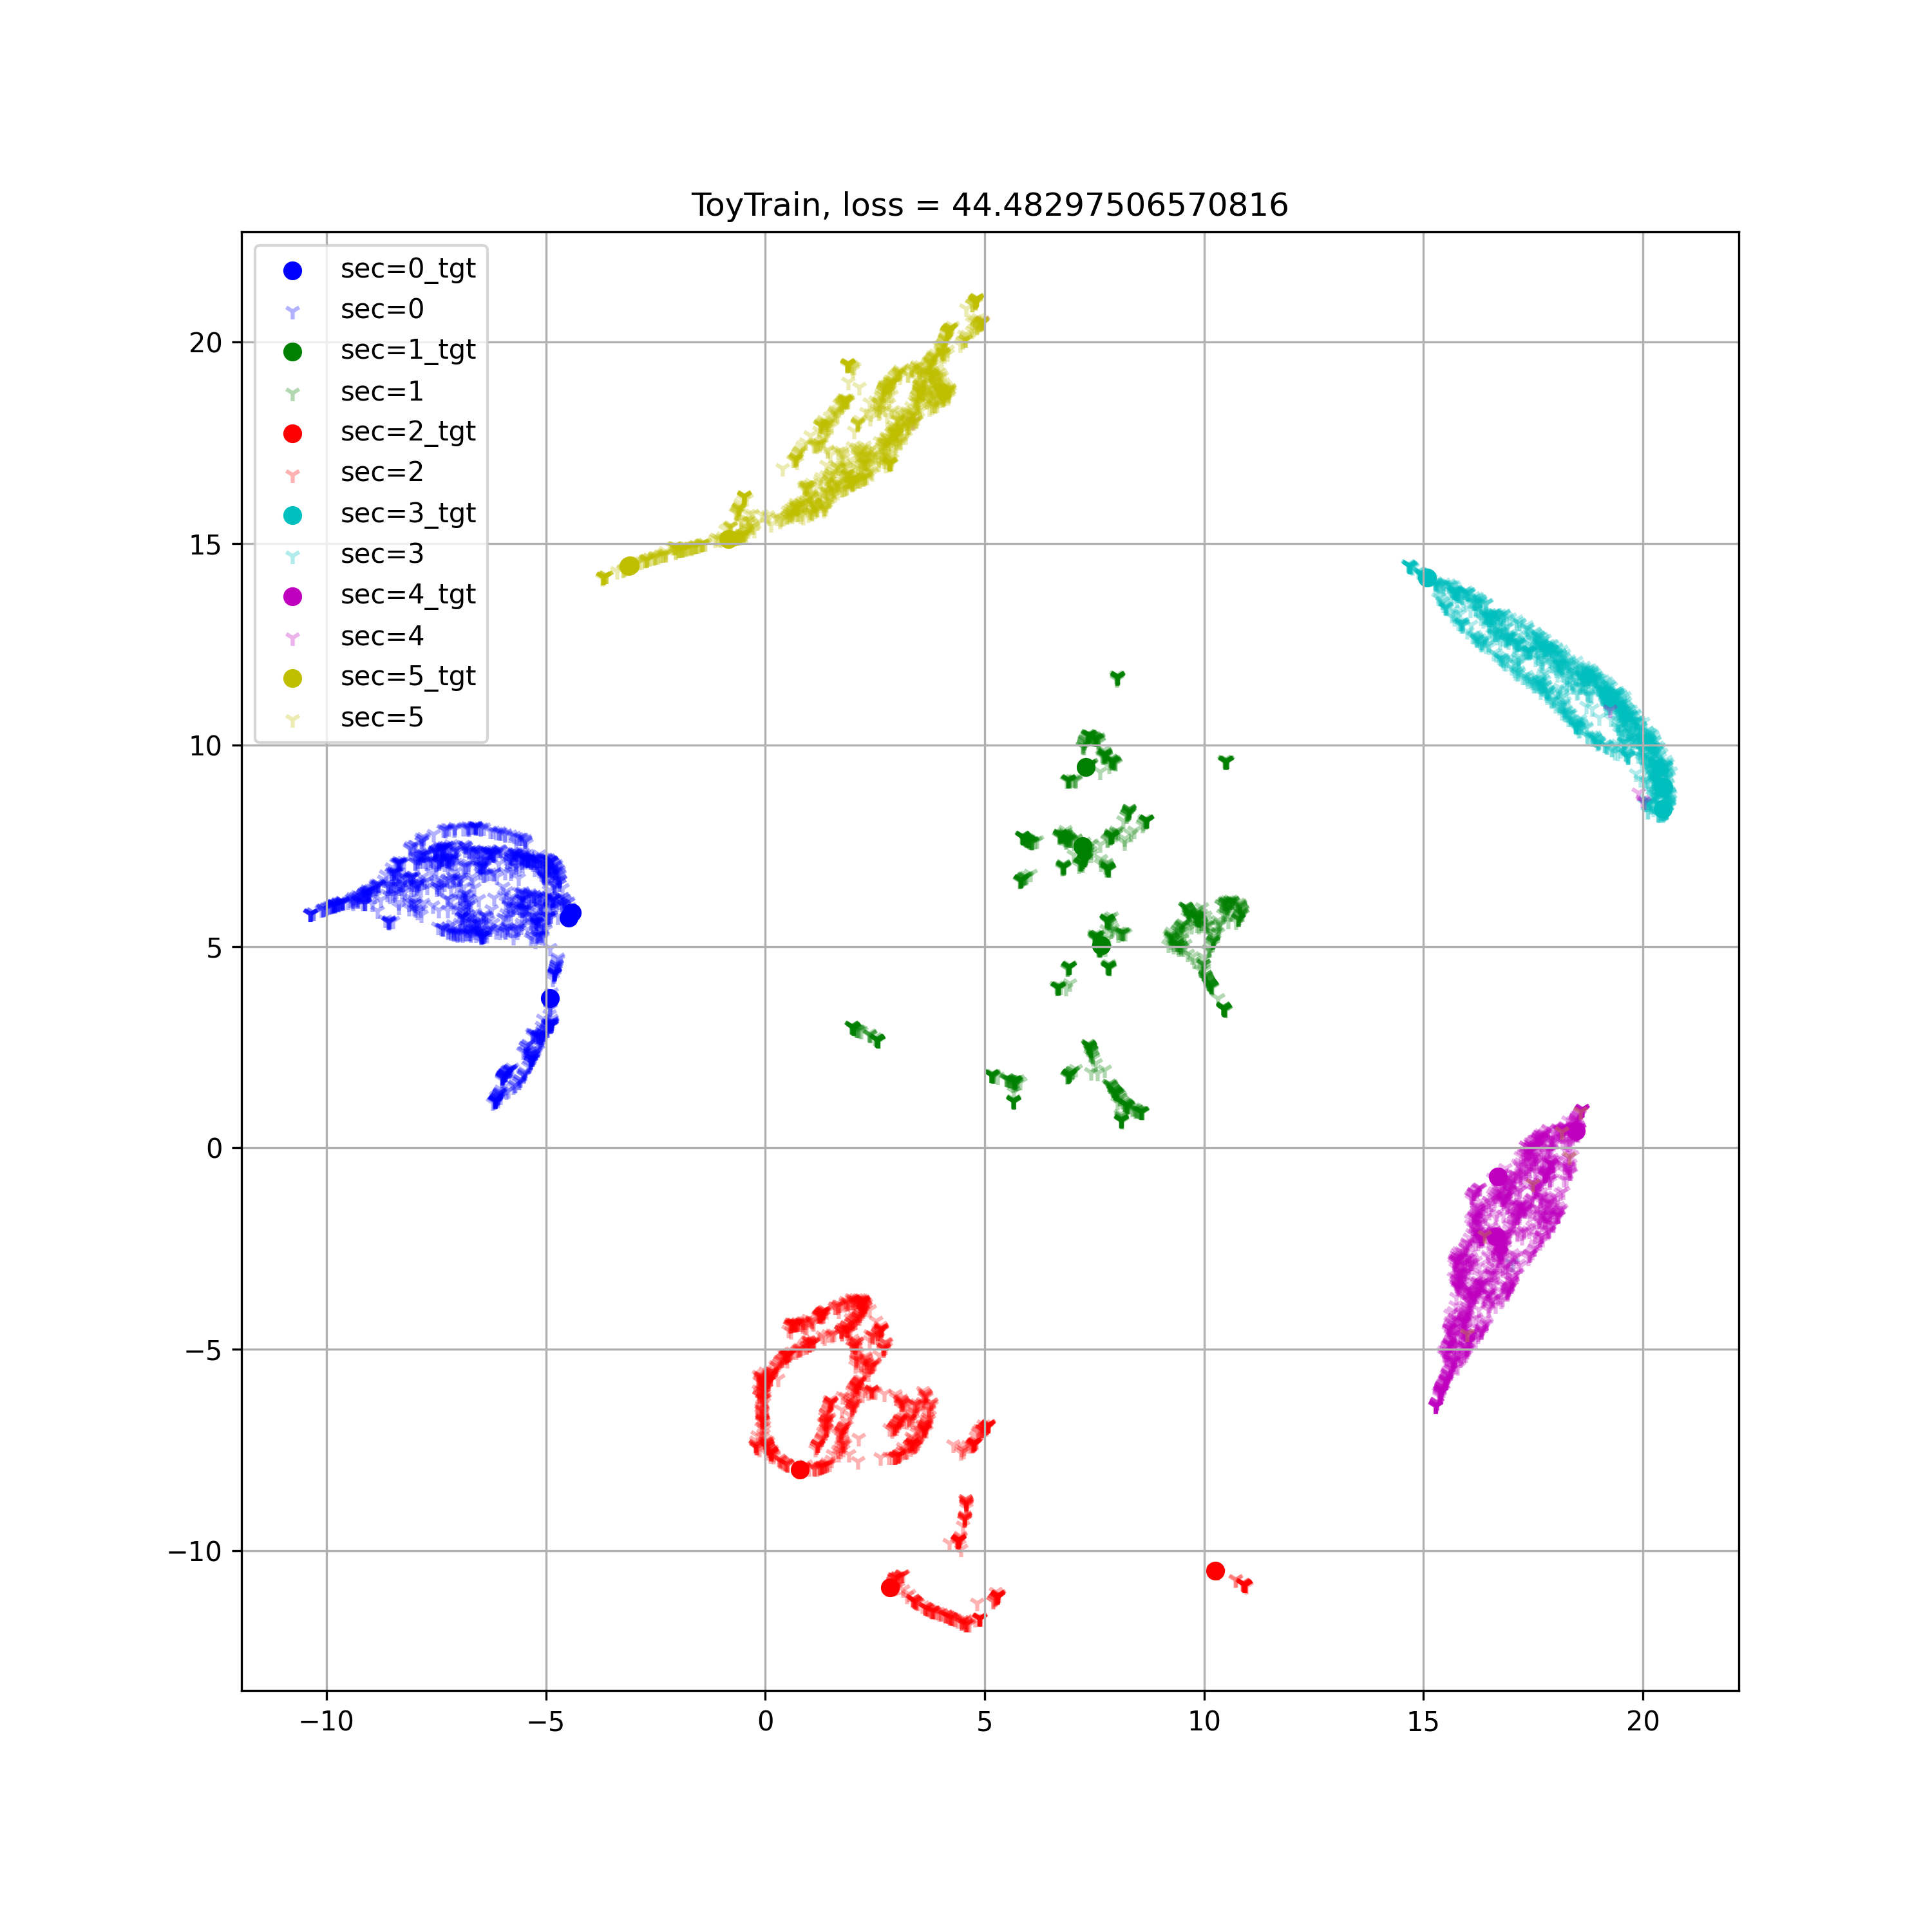 ToyTrain, loss = 44.48297506570816
sec=0_tgt
sec=0
sec=1_tgt
sec=1
sec=2_tgt
sec=2
sec=3_tgt
sec=3
sec=4_tgt
sec=4
sec=5_tgt
sec=5
20
15
10
5
0
−5
−10
−10 −5 0 5 10 15 20